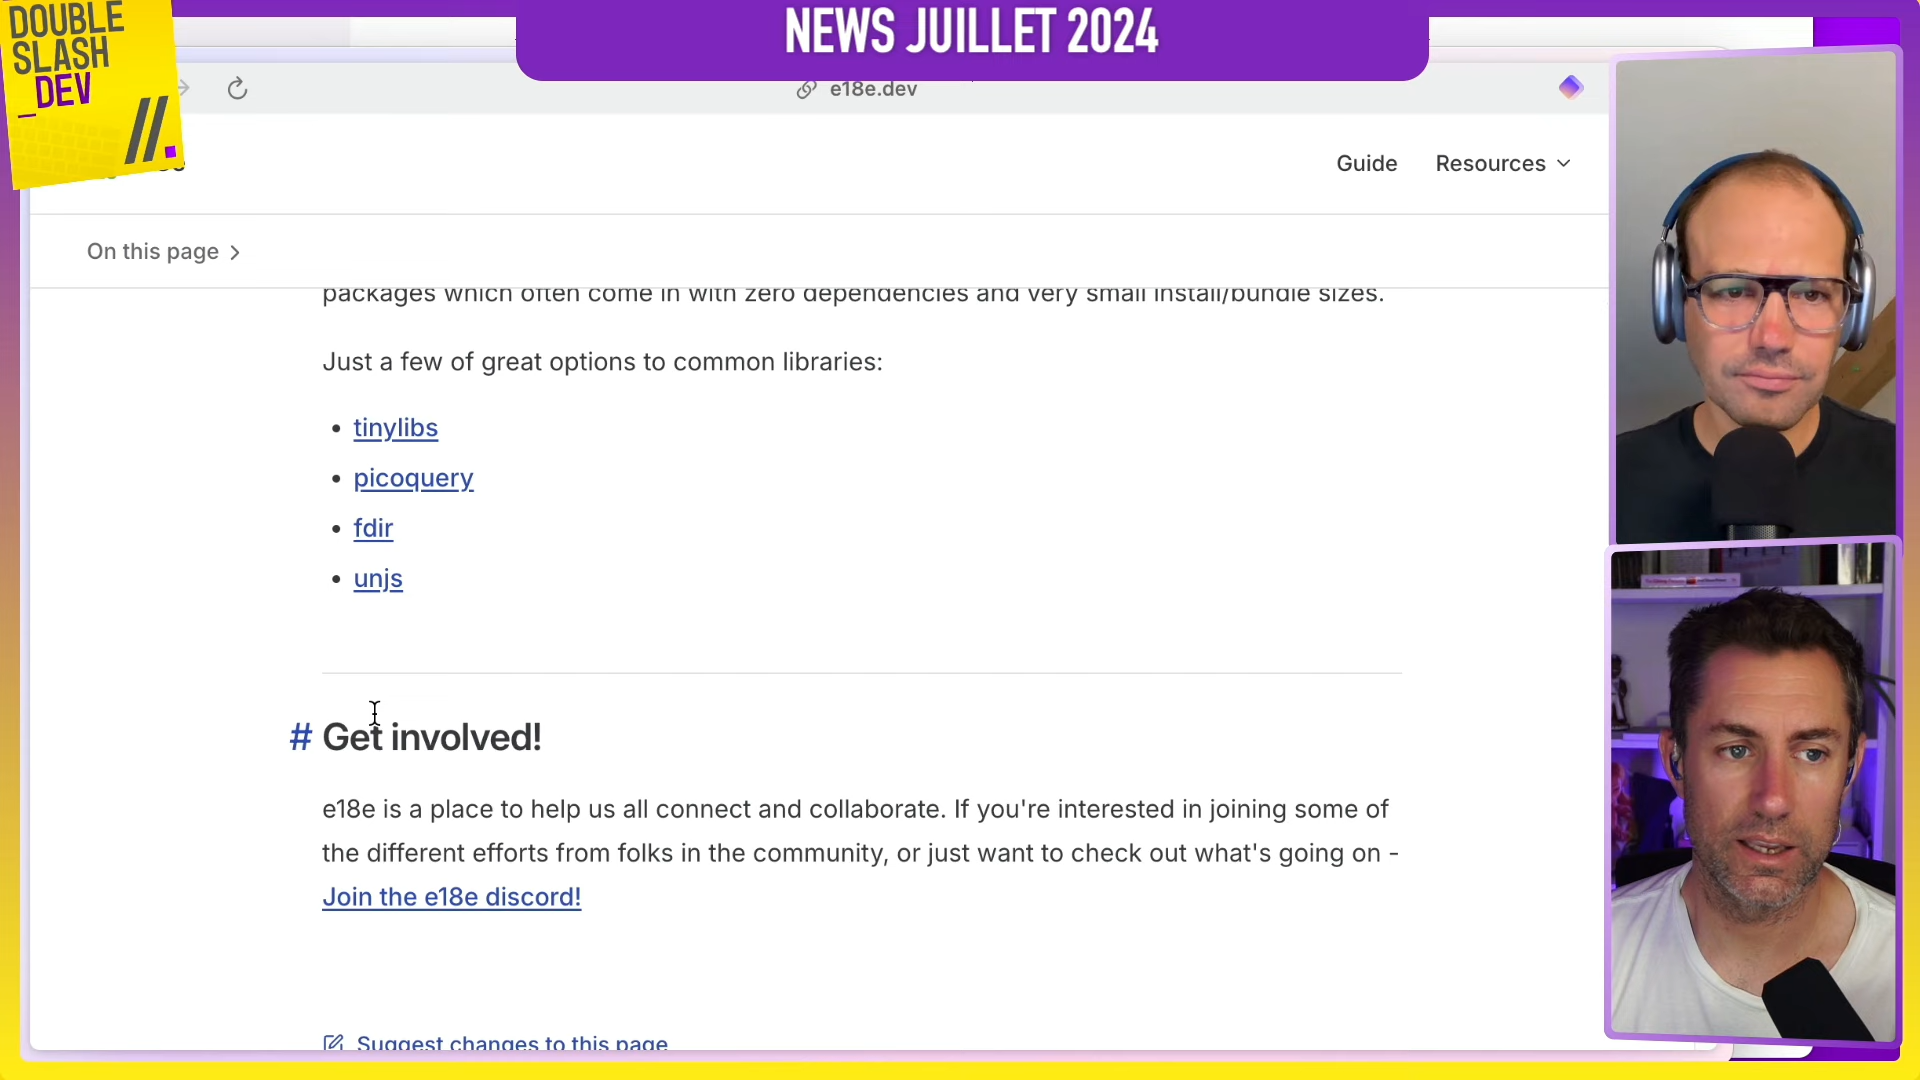 DOUBLE
SLASH
_DEV
//.
NEWS JUILLET 2024
e18e.dev
Guide
Resources
On this page
packages which often come in with zero dependencies and very small install/bundle sizes.
Just a few of great options to common libraries:
• tinylibs
• picoquery
• fdir
• unjs
# Get involved!
e18e is a place to help us all connect and collaborate. If you're interested in joining some of
the different efforts from folks in the community, or just want to check out what's going on -
Join the e18e discord!
Suggest changes to this page